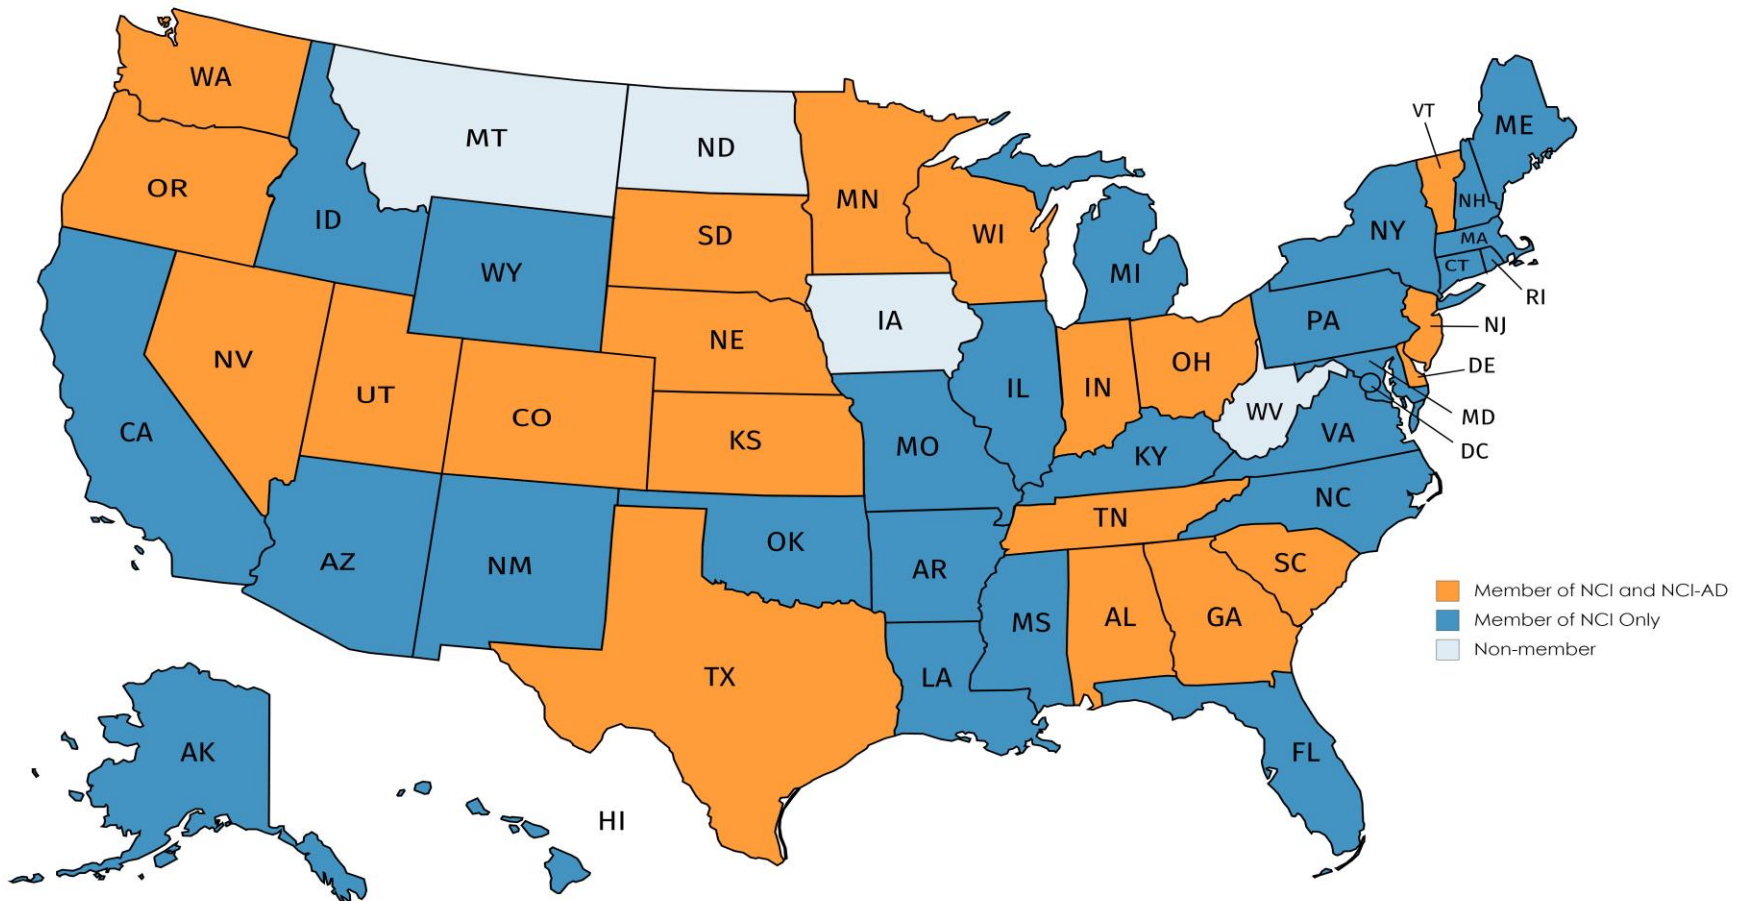 WA
MT
ND
VT
ME
OR
ID
MN
NH
SD
WI
NY
MA
WY
MI
CT
RI
IA
PA
NJ
NE
NV
OH
DE
UT
IL
IN
CO
WV
MD
CA
KS
MO
KY
VA
DC
NC
TN
AZ
NM
OK
AR
SC
Member of NCI and NCI-AD
MS
AL
GA
Member of NCI Only
Non-member
TX
LA
AK
FL
HI